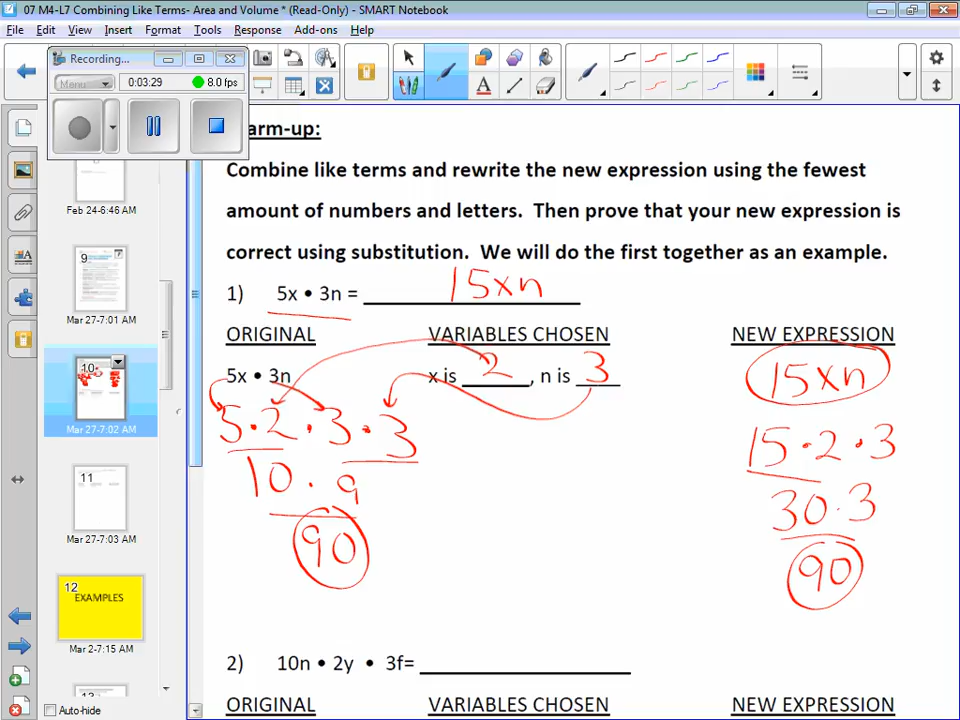 07 M4-L7 Combining Like Terms- Area and Volume * (Read-Only) - SMART Notebook
File Edit View Insert Format Tools Response Add-ons Help
Recording...
Menu 0:03:29 8.0 fps
arm-up:
Combine like terms and rewrite the new expression using the fewest
amount of numbers and letters. Then prove that your new expression is
correct using substitution. We will do the first together as an example.
1) 5x • 3n = 15xn
ORIGINAL VARIABLES CHOSEN NEW EXPRESSION
5x • 3n x is 2, n is 3 15xn
5·2·3·3 15·2·3
10·9 30·3
90 90
2) 10n • 2y • 3f=
ORIGINAL VARIABLES CHOSEN NEW EXPRESSION
Feb 24-6:46 AM
9
Mar 27-7:01 AM
10
Mar 27-7:02 AM
11
Mar 27-7:03 AM
12
EXAMPLES
Mar 2-7:15 AM
13
Auto-hide